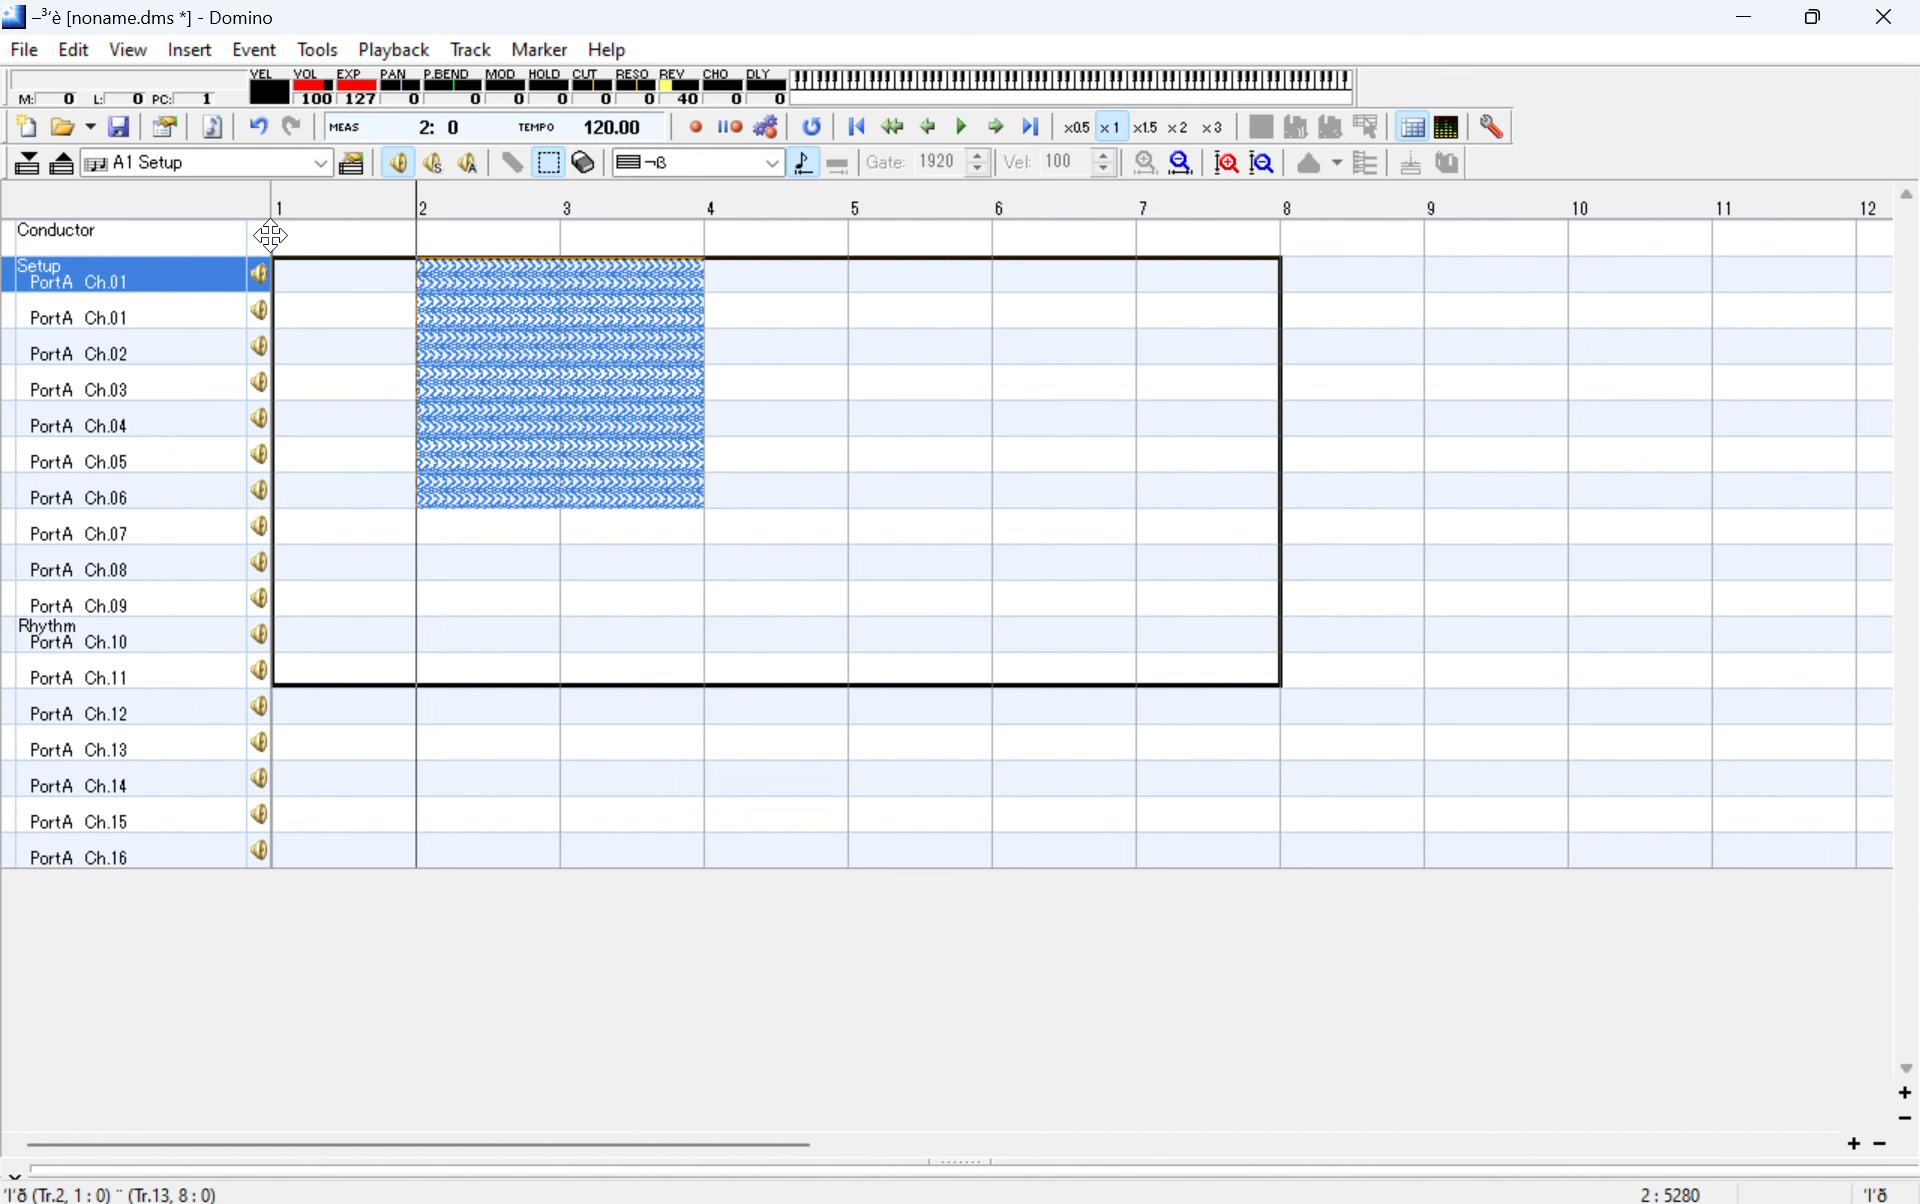 –³‘è [noname.dms *] - Domino
File Edit View Insert Event Tools Playback Track Marker Help
VEL VOL EXP PAN P.BEND MOD HOLD CUT RESO REV CHO DLY
M: 0 L: 0 PC: 1 100 127 0 0 0 0 0 0 40 0 0
MEAS 2: 0 TEMPO 120.00 x0.5 x1 x1.5 x2 x3
A1 Setup ¬ß Gate: 1920 Vel: 100
1 2 3 4 5 6 7 8 9 10 11 12
Conductor
Setup
PortA Ch.01
PortA Ch.01
PortA Ch.02
PortA Ch.03
PortA Ch.04
PortA Ch.05
PortA Ch.06
PortA Ch.07
PortA Ch.08
PortA Ch.09
Rhythm
PortA Ch.10
PortA Ch.11
PortA Ch.12
PortA Ch.13
PortA Ch.14
PortA Ch.15
PortA Ch.16
'I'ð (Tr.2, 1 : 0) ¨ (Tr.13, 8 : 0) 2 : 5280 'I'ð